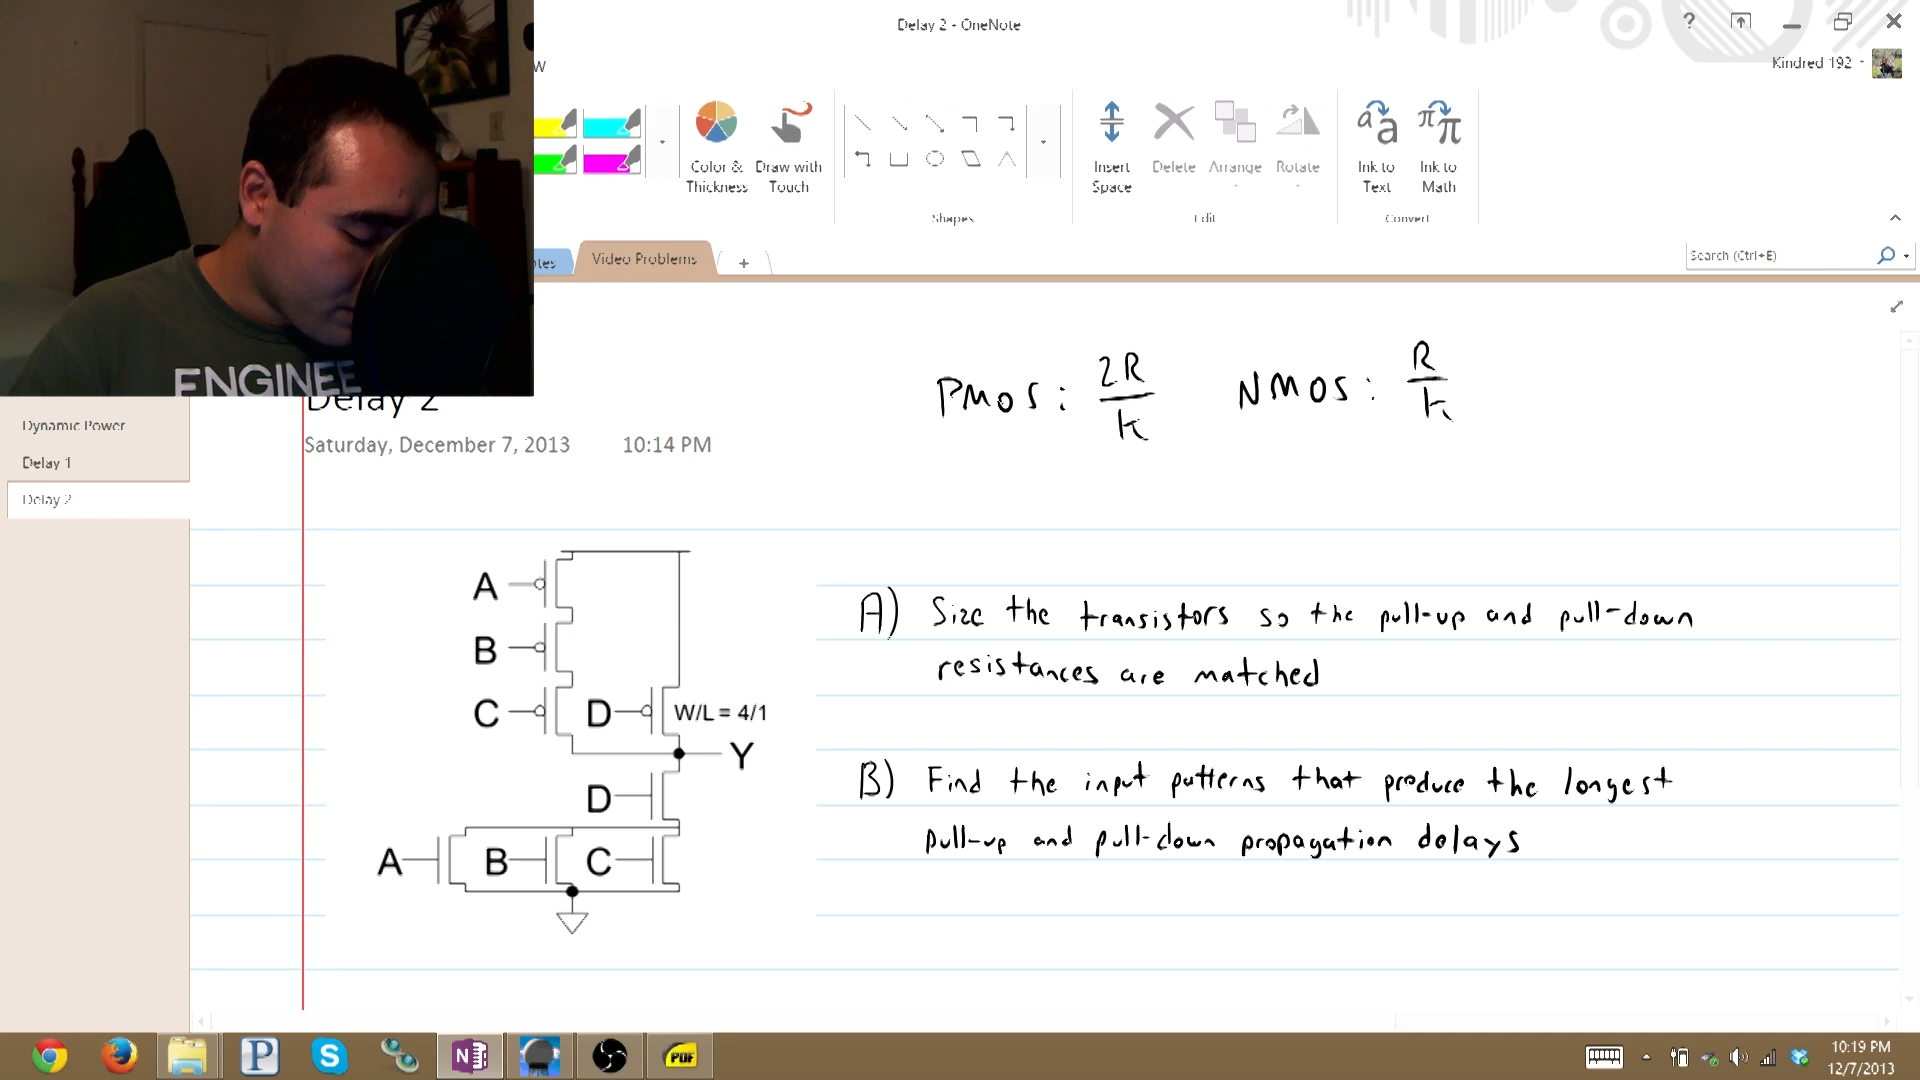 Delay 2 - OneNote
Kindred 192
W
Color & Thickness
Draw with Touch
Insert Space
Delete
Arrange
Rotate
Ink to Text
Ink to Math
Shapes
Edit
Convert
Video Problems
Search (Ctrl+E)
ENGINEE
Delay 2
Saturday, December 7, 2013 10:14 PM
Dynamic Power
Delay 1
Delay 2
PMOS: 2R/k NMOS: R/k
A
B
C
D W/L = 4/1
Y
D
A B C
A) Size the transistors so the pull-up and pull-down
resistances are matched
B) Find the input patterns that produce the longest
pull-up and pull-down propagation delays
10:19 PM
12/7/2013